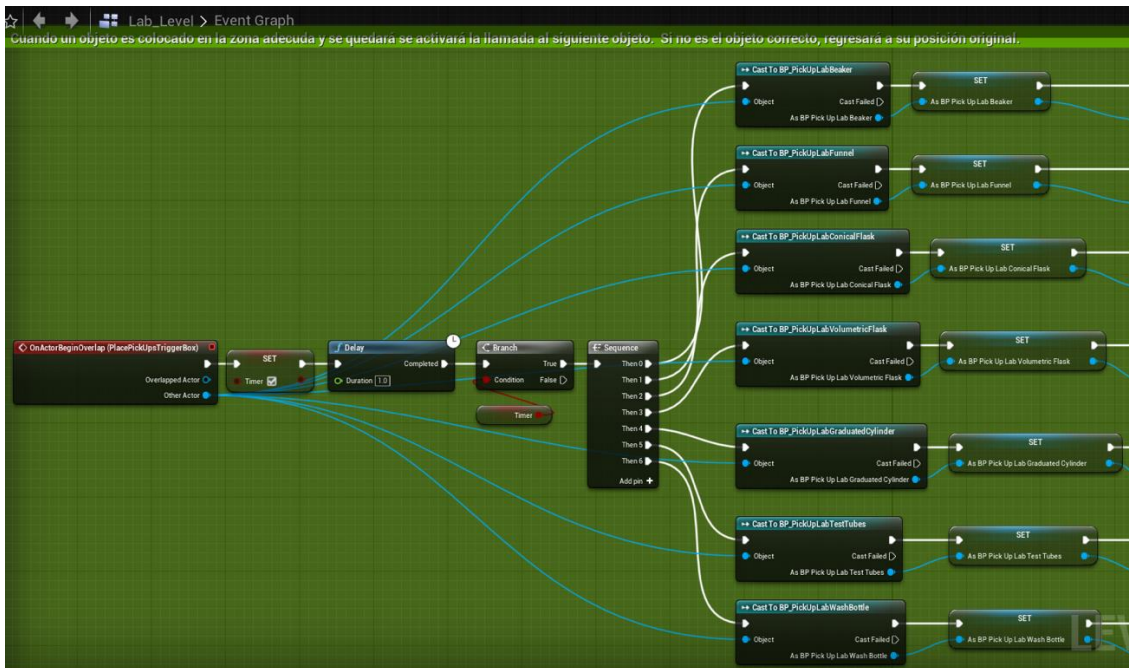 Lab_Level > Event Graph
Cuando un objeto es colocado en la zona adecuda y se quedará se activará la llamada al siguiente objeto. Si no es el objeto correcto, regresará a su posición original.
Cast To BP_PickUpLabBeaker
Object
Cast Failed
As BP Pick Up Lab Beaker
SET
As BP Pick Up Lab Beaker
Cast To BP_PickUpLabFunnel
Object
Cast Failed
As BP Pick Up Lab Funnel
SET
As BP Pick Up Lab Funnel
Cast To BP_PickUpLabConicalFlask
Object
Cast Failed
As BP Pick Up Lab Conical Flask
SET
As BP Pick Up Lab Conical Flask
OnActorBeginOverlap (PlacePickUpsTriggerBox)
Overlapped Actor
Other Actor
SET
Timer
Delay
Completed
Duration 1.0
Branch
True
Condition
False
Timer
Sequence
Then 0
Then 1
Then 2
Then 3
Then 4
Then 5
Then 6
Add pin +
Cast To BP_PickUpLabVolumetricFlask
Object
Cast Failed
As BP Pick Up Lab Volumetric Flask
SET
As BP Pick Up Lab Volumetric Flask
Cast To BP_PickUpLabGraduatedCylinder
Object
Cast Failed
As BP Pick Up Lab Graduated Cylinder
SET
As BP Pick Up Lab Graduated Cylinder
Cast To BP_PickUpLabTestTubes
Object
Cast Failed
As BP Pick Up Lab Test Tubes
SET
As BP Pick Up Lab Test Tubes
Cast To BP_PickUpLabWashBottle
Object
Cast Failed
As BP Pick Up Lab Wash Bottle
SET
As BP Pick Up Lab Wash Bottle